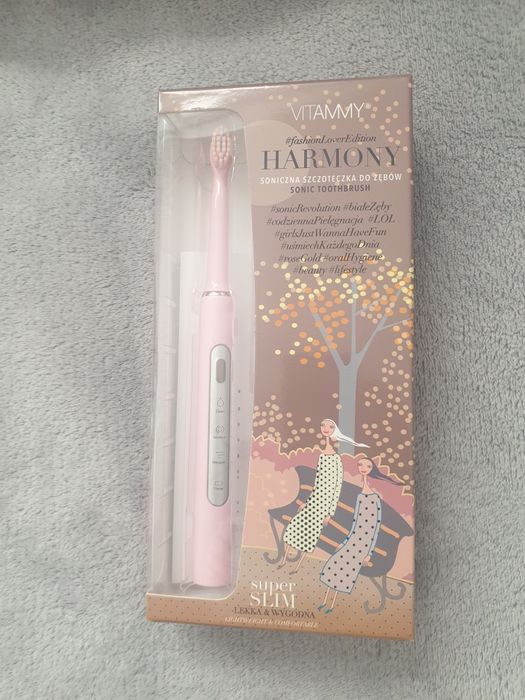 VITAMMY
#fashionLoverEdition
HARMONY
SONICZNA SZCZOTECZKA DO ZĘBÓW
SONIC TOOTHBRUSH
#sonicRevolution #białeZęby
#codziennaPielęgnacja #LOL
#girlsJustWannaHaveFun
#uśmiechKażdegoDnia
#roseGold #oralHygiene
#beauty #lifestyle
Clean
super
SLIM
LEKKA & WYGODNA
LIGHTWEIGHT & COMFORTABLE